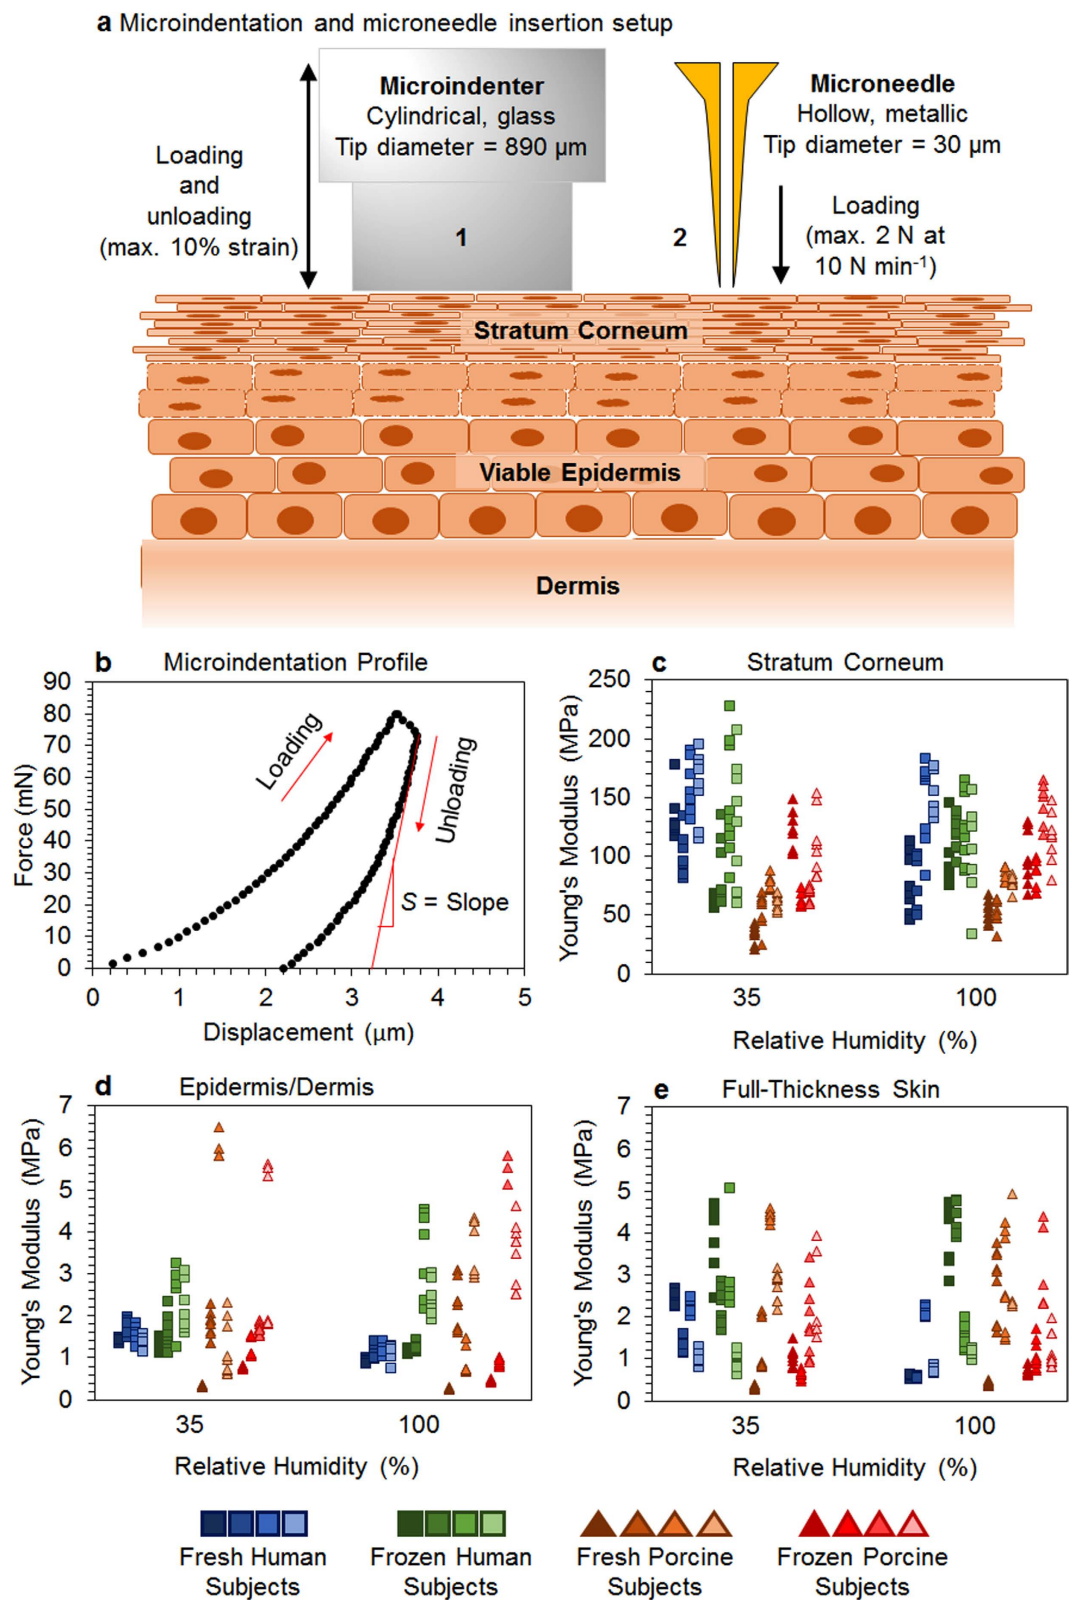 a Microindentation and microneedle insertion setup
Microindenter
Cylindrical, glass
Tip diameter = 890 µm
Microneedle
Hollow, metallic
Tip diameter = 30 µm
Loading
and
unloading
(max. 10% strain)
1
2
Loading
(max. 2 N at
10 N min⁻¹)
Stratum Corneum
Viable Epidermis
Dermis
b Microindentation Profile
Force (mN)
90
80
70
60
50
40
30
20
10
0
Loading
Unloading
S = Slope
0 1 2 3 4 5
Displacement (µm)
c Stratum Corneum
Young's Modulus (MPa)
250
200
150
100
50
0
35 100
Relative Humidity (%)
d Epidermis/Dermis
Young's Modulus (MPa)
7
6
5
4
3
2
1
0
35 100
Relative Humidity (%)
e Full-Thickness Skin
Young's Modulus (MPa)
7
6
5
4
3
2
1
0
35 100
Relative Humidity (%)
Fresh Human
Subjects
Frozen Human
Subjects
Fresh Porcine
Subjects
Frozen Porcine
Subjects